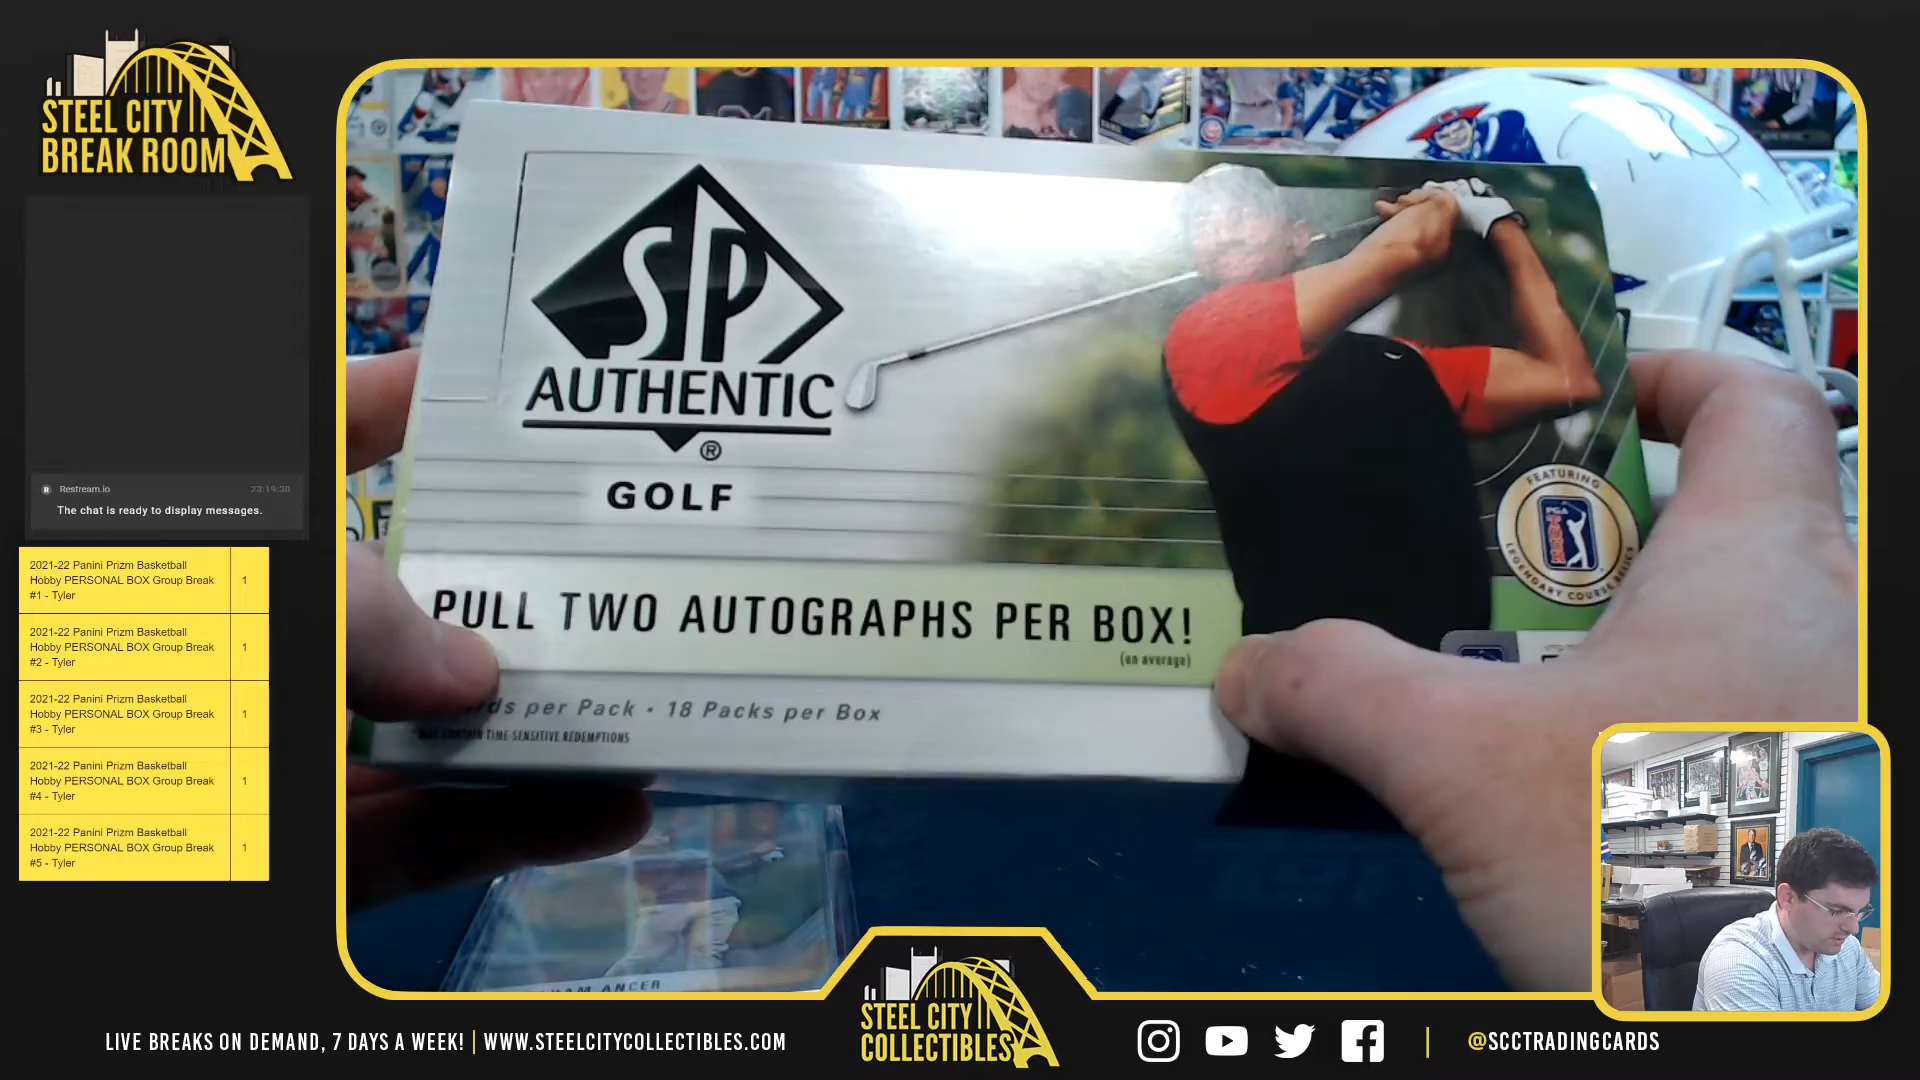 STEEL CITY
BREAK ROOM
Restream.io
23:19:30
The chat is ready to display messages.
2021-22 Panini Prizm Basketball
Hobby PERSONAL BOX Group Break
#1 - Tyler
1
2021-22 Panini Prizm Basketball
Hobby PERSONAL BOX Group Break
#2 - Tyler
1
2021-22 Panini Prizm Basketball
Hobby PERSONAL BOX Group Break
#3 - Tyler
1
2021-22 Panini Prizm Basketball
Hobby PERSONAL BOX Group Break
#4 - Tyler
1
2021-22 Panini Prizm Basketball
Hobby PERSONAL BOX Group Break
#5 - Tyler
1
SP
AUTHENTIC
®
GOLF
PULL TWO AUTOGRAPHS PER BOX!
(on average)
per Pack • 18 Packs per Box
CONTAIN TIME-SENSITIVE REDEMPTIONS
FEATURING
PGA
TOUR
LEGENDARY COURSE
ANCER
STEEL CITY
COLLECTIBLES
LIVE BREAKS ON DEMAND, 7 DAYS A WEEK! | WWW.STEELCITYCOLLECTIBLES.COM
@SCCTRADINGCARDS